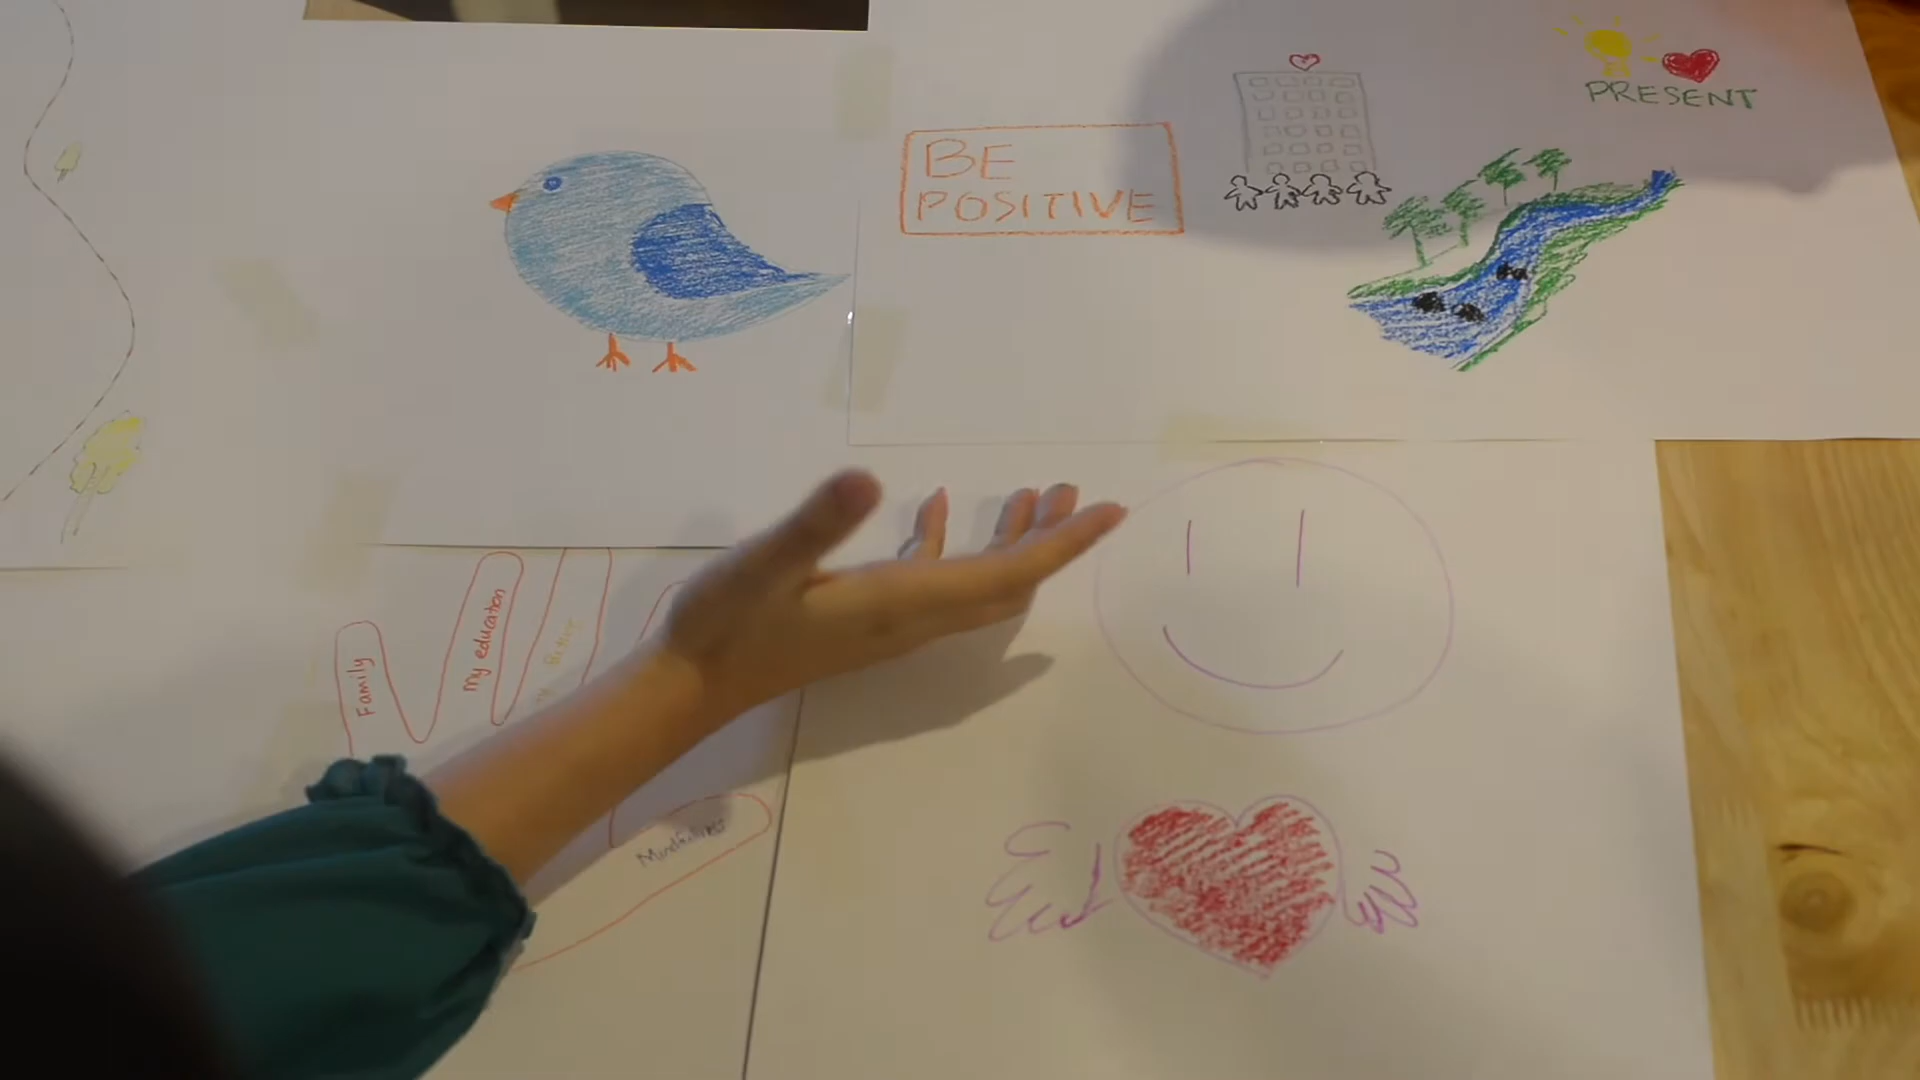 PRESENT
BE
POSITIVE
Family
My education
Mindfulness